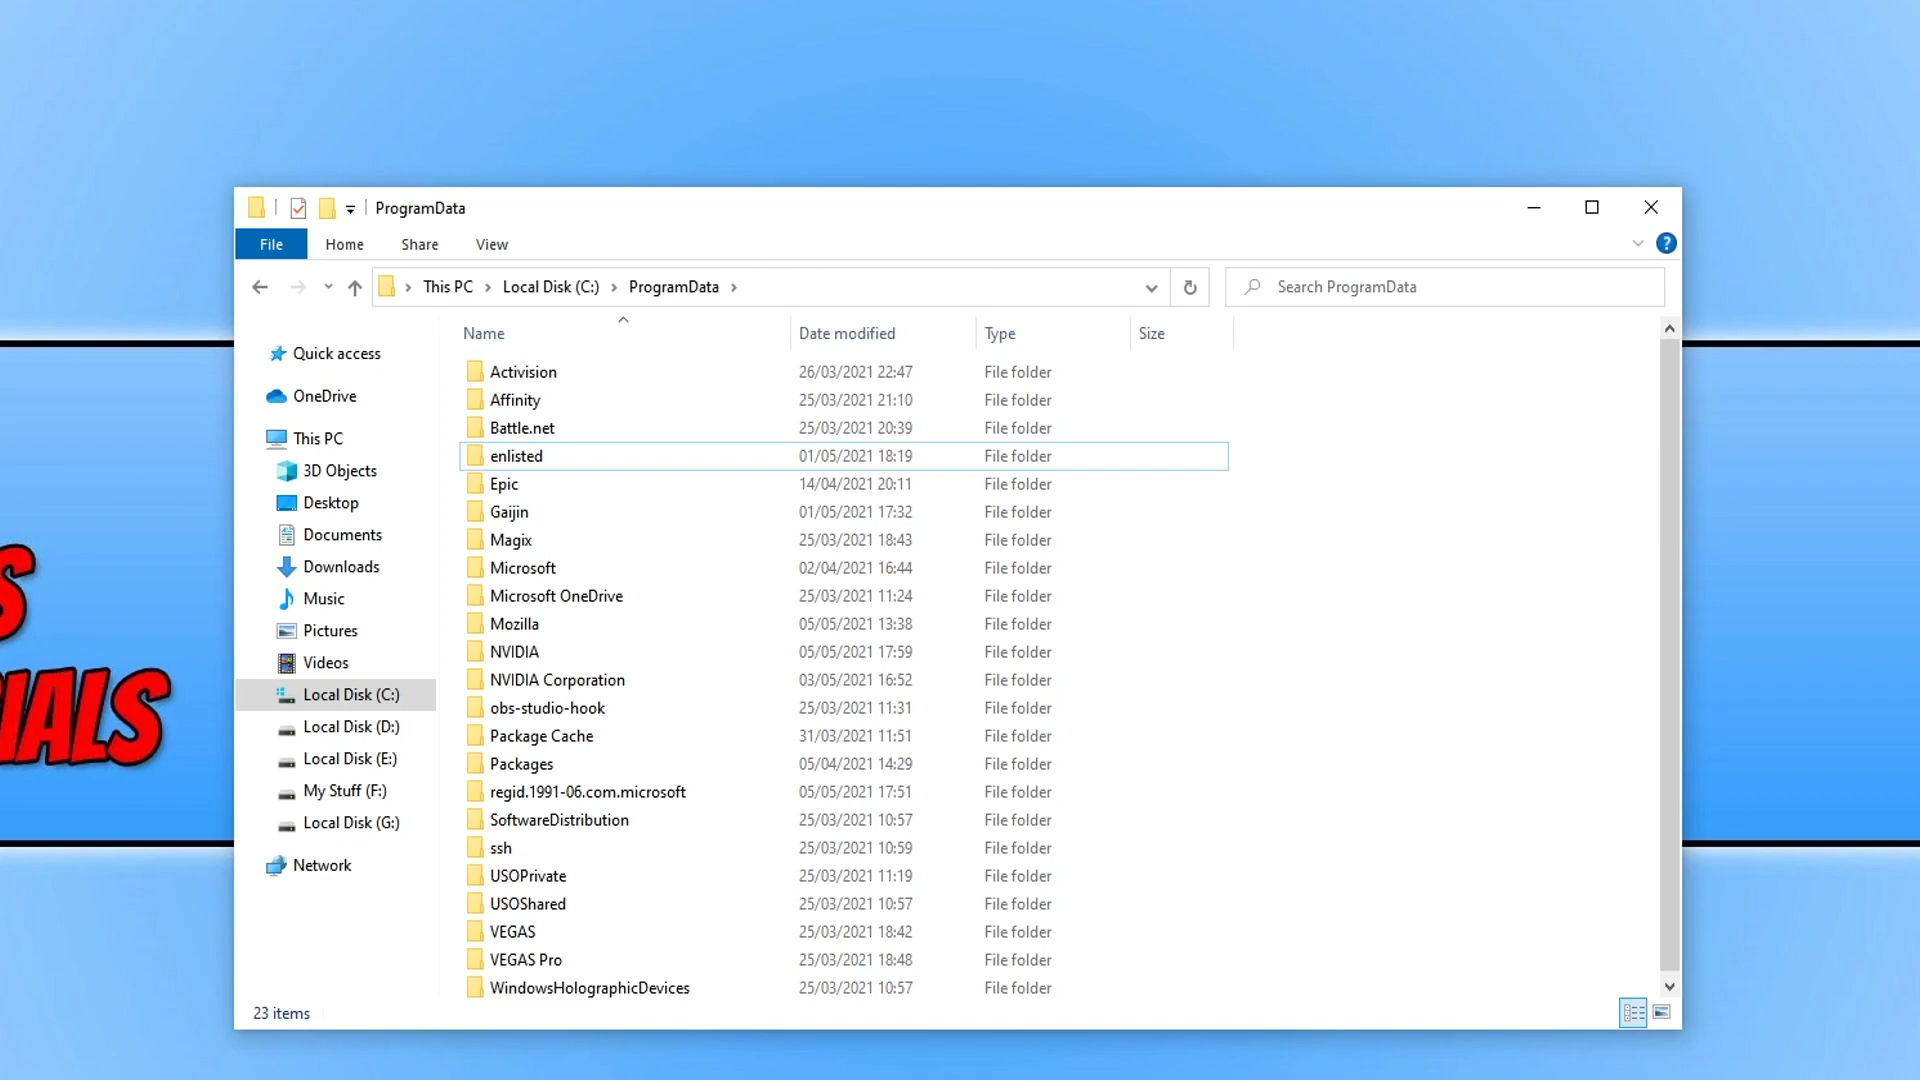 ProgramData
File Home Share View
This PC Local Disk (C:) ProgramData Search ProgramData
Name Date modified Type Size
Quick access
OneDrive
This PC
3D Objects
Desktop
Documents
Downloads
Music
Pictures
Videos
Local Disk (C:)
Local Disk (D:)
Local Disk (E:)
My Stuff (F:)
Local Disk (G:)
Network
Activision 26/03/2021 22:47 File folder
Affinity 25/03/2021 21:10 File folder
Battle.net 25/03/2021 20:39 File folder
enlisted 01/05/2021 18:19 File folder
Epic 14/04/2021 20:11 File folder
Gaijin 01/05/2021 17:32 File folder
Magix 25/03/2021 18:43 File folder
Microsoft 02/04/2021 16:44 File folder
Microsoft OneDrive 25/03/2021 11:24 File folder
Mozilla 05/05/2021 13:38 File folder
NVIDIA 05/05/2021 17:59 File folder
NVIDIA Corporation 03/05/2021 16:52 File folder
obs-studio-hook 25/03/2021 11:31 File folder
Package Cache 31/03/2021 11:51 File folder
Packages 05/04/2021 14:29 File folder
regid.1991-06.com.microsoft 05/05/2021 17:51 File folder
SoftwareDistribution 25/03/2021 10:57 File folder
ssh 25/03/2021 10:59 File folder
USOPrivate 25/03/2021 11:19 File folder
USOShared 25/03/2021 10:57 File folder
VEGAS 25/03/2021 18:42 File folder
VEGAS Pro 25/03/2021 18:48 File folder
WindowsHolographicDevices 25/03/2021 10:57 File folder
23 items
S
IALS